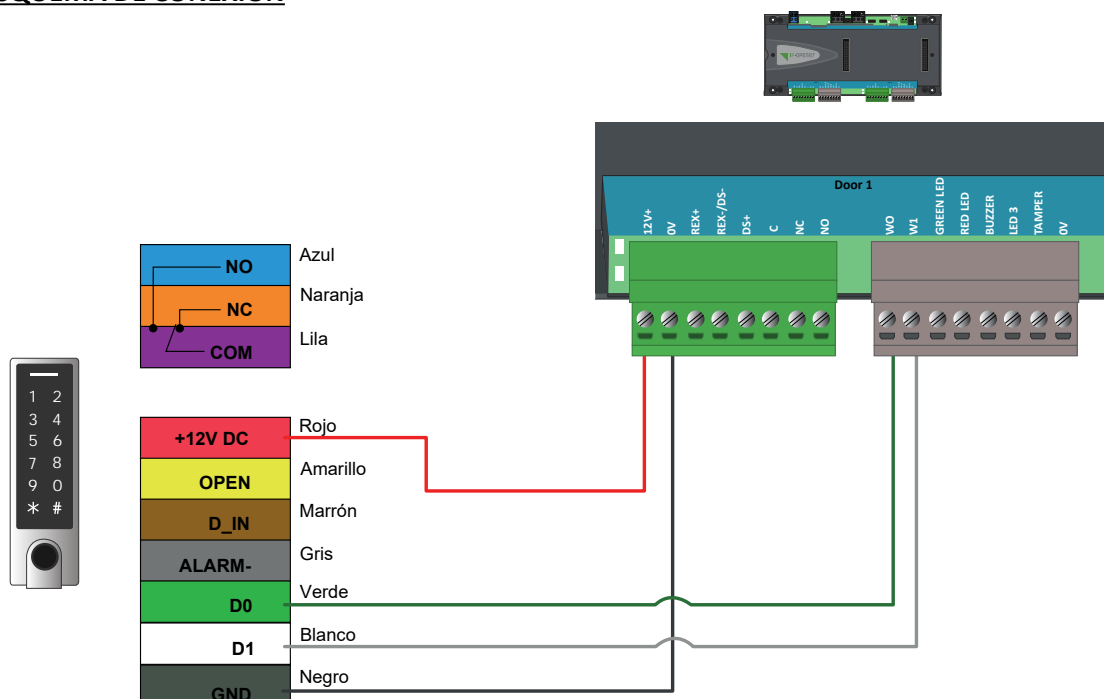 Door 1
12V+
0V
REX+
REX-/DS-
DS+
C
NC
NO
WO
W1
GREEN LED
RED LED
BUZZER
LED 3
TAMPER
0V
NO
Azul
NC
Naranja
COM
Lila
1 2
3 4
5 6
7 8
9 0
* #
+12V DC
Rojo
OPEN
Amarillo
D_IN
Marrón
ALARM-
Gris
D0
Verde
D1
Blanco
GND
Negro